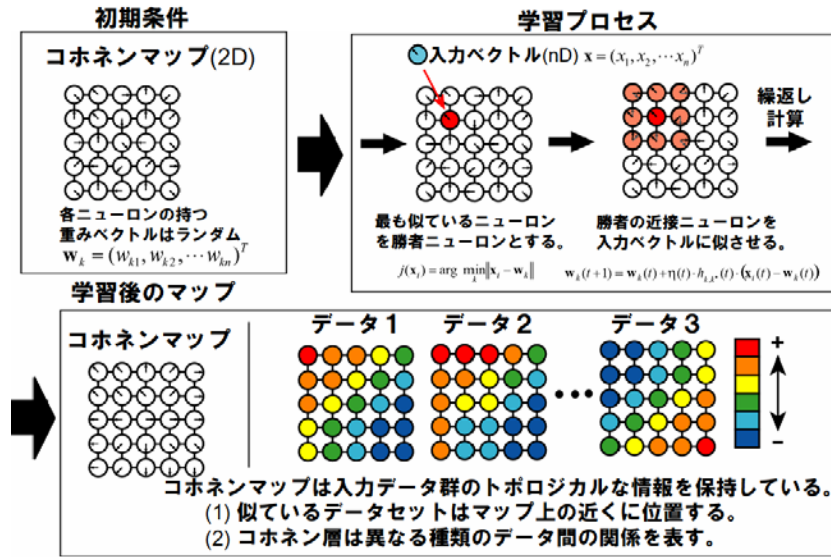 初期条件
コホネンマップ(2D)
各ニューロンの持つ
重みベクトルはランダム
w_k = (w_k1, w_k2, ⋯ w_kn)^T
学習プロセス
入力ベクトル(nD) x = (x_1, x_2, ⋯ x_n)^T
繰返し
計算
最も似ているニューロン
を勝者ニューロンとする。
j(x_i) = arg min_k ‖x_i − w_k‖
勝者の近接ニューロンを
入力ベクトルに似させる。
w_k(t+1) = w_k(t) + η(t)·h_{i,k*}(t)·(x_i(t) − w_k(t))
学習後のマップ
コホネンマップ
データ1
データ2
•••
データ3
+
−
コホネンマップは入力データ群のトポロジカルな情報を保持している。
(1) 似ているデータセットはマップ上の近くに位置する。
(2) コホネン層は異なる種類のデータ間の関係を表す。